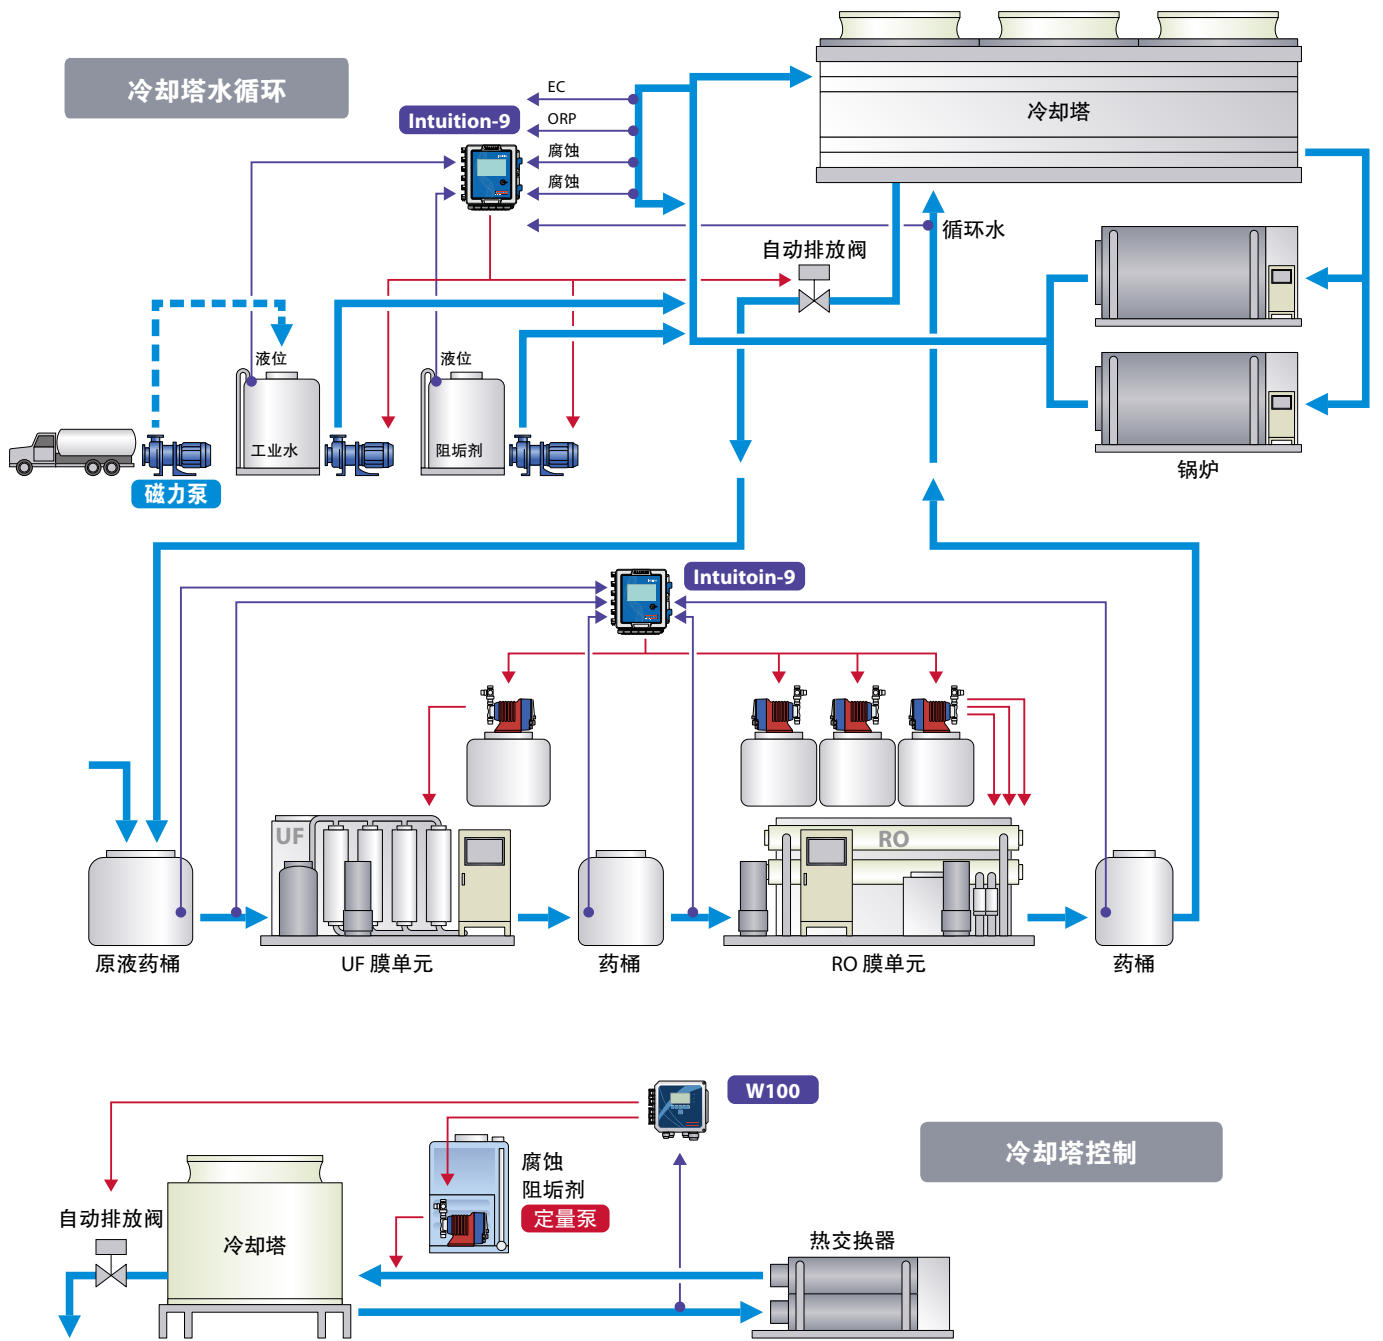 冷却塔水循环
EC
Intuition-9
ORP
腐蚀
腐蚀
冷却塔
循环水
自动排放阀
液位
液位
工业水
阻垢剂
磁力泵
锅炉
Intuitoin-9
UF
RO
原液药桶
UF 膜单元
药桶
RO 膜单元
药桶
W100
冷却塔控制
腐蚀
阻垢剂
定量泵
自动排放阀
冷却塔
热交换器